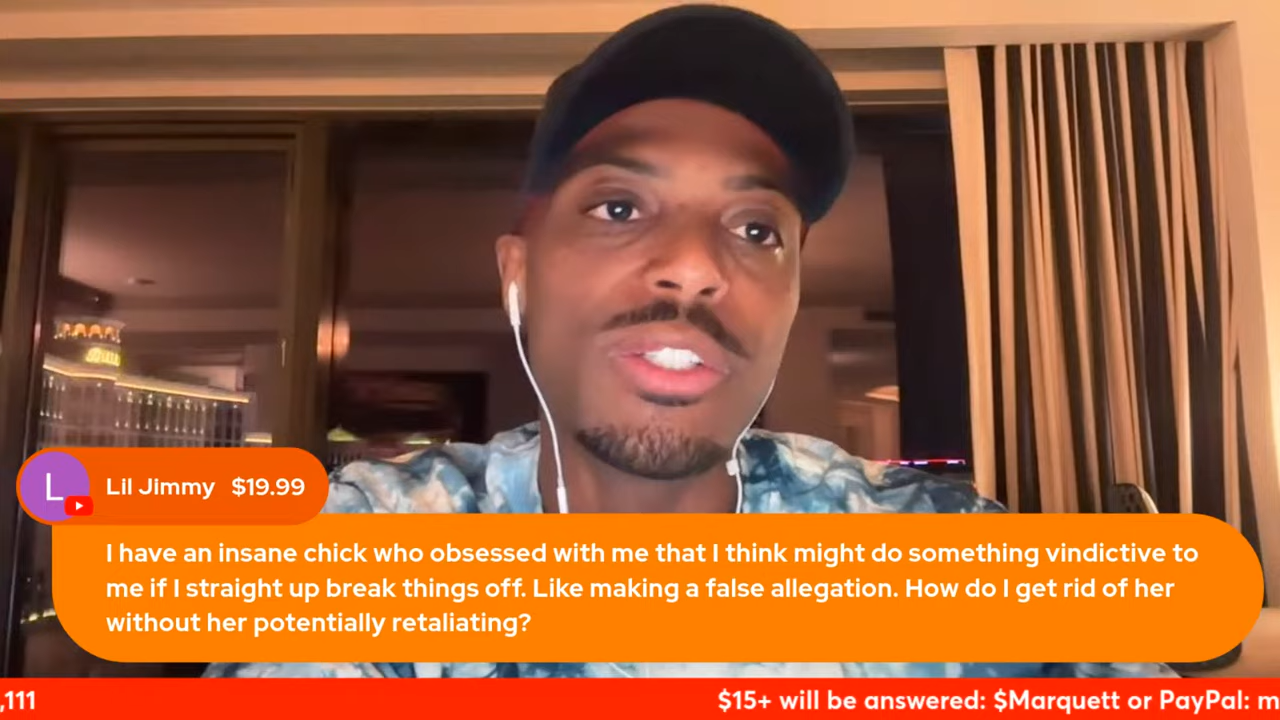 L
Lil Jimmy $19.99
I have an insane chick who obsessed with me that I think might do something vindictive to
me if I straight up break things off. Like making a false allegation. How do I get rid of her
without her potentially retaliating?
,111 $15+ will be answered: $Marquett or PayPal: m